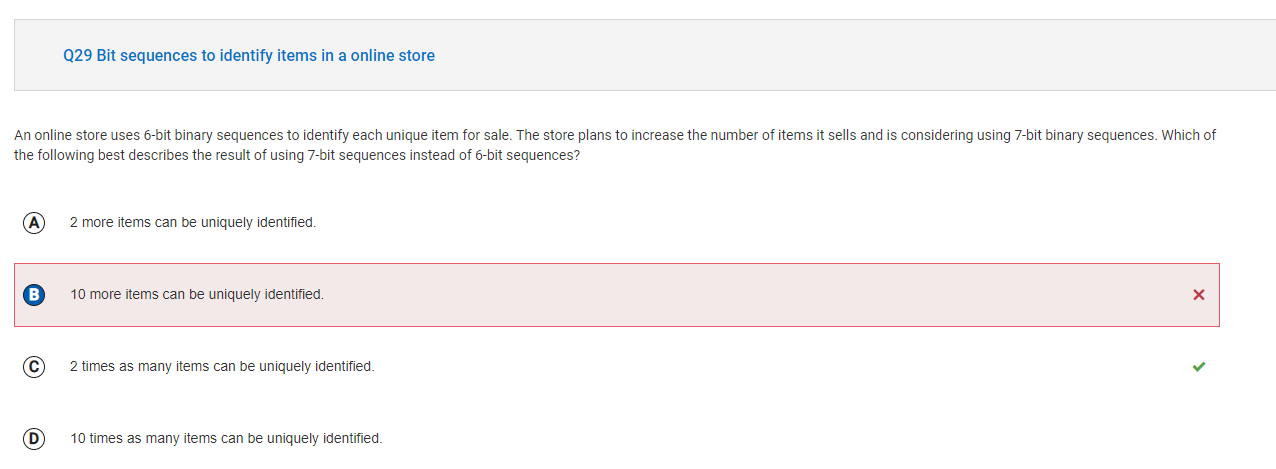 Q29 Bit sequences to identify items in a online store
An online store uses 6-bit binary sequences to identify each unique item for sale. The store plans to increase the number of items it sells and is considering using 7-bit binary sequences. Which of
the following best describes the result of using 7-bit sequences instead of 6-bit sequences?
A 2 more items can be uniquely identified.
B 10 more items can be uniquely identified.
C 2 times as many items can be uniquely identified.
D 10 times as many items can be uniquely identified.